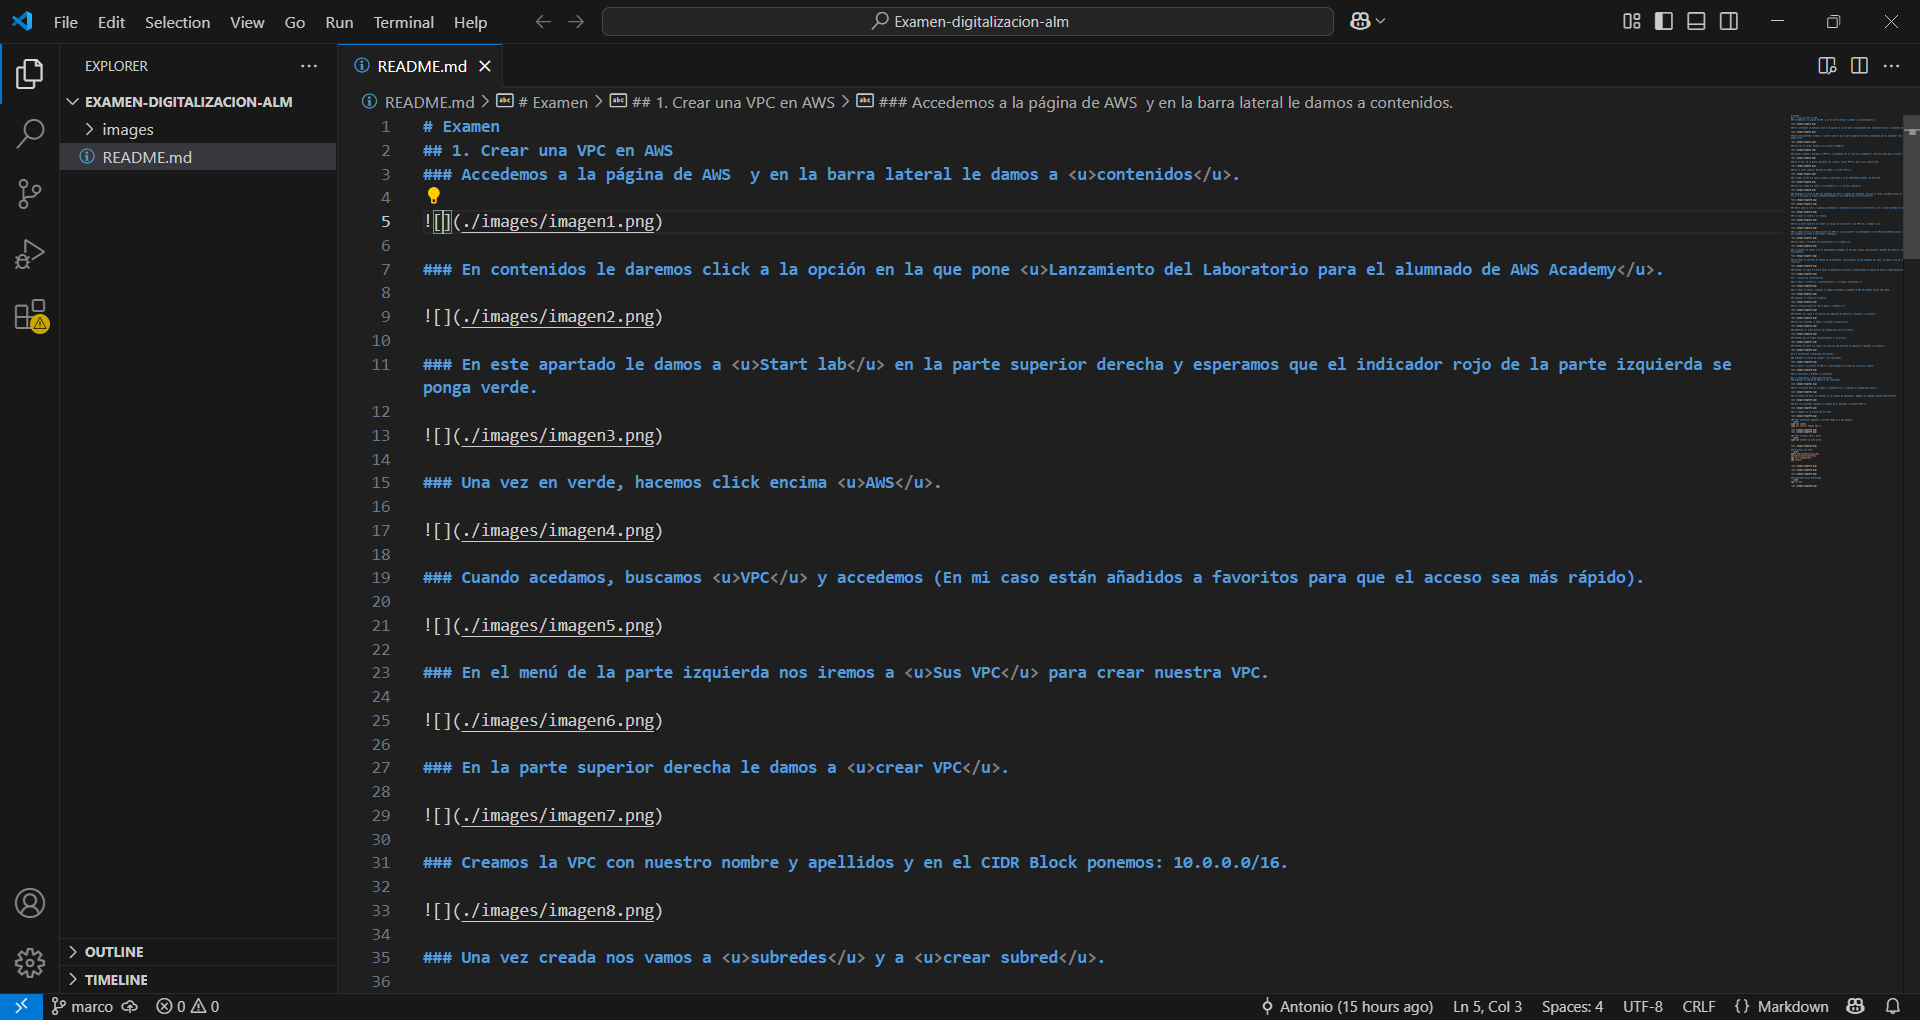 File Edit Selection View Go Run Terminal Help
Examen-digitalizacion-alm
EXPLORER
EXAMEN-DIGITALIZACION-ALM
images
README.md
OUTLINE
TIMELINE
README.md
README.md > # Examen > ## 1. Crear una VPC en AWS > ### Accedemos a la página de AWS  y en la barra lateral le damos a contenidos.
1 # Examen
2 ## 1. Crear una VPC en AWS
3 ### Accedemos a la página de AWS  y en la barra lateral le damos a <u>contenidos</u>.
4
5 ![](./images/imagen1.png)
6
7 ### En contenidos le daremos click a la opción en la que pone <u>Lanzamiento del Laboratorio para el alumnado de AWS Academy</u>.
8
9 ![](./images/imagen2.png)
10
11 ### En este apartado le damos a <u>Start lab</u> en la parte superior derecha y esperamos que el indicador rojo de la parte izquierda se
ponga verde.
12
13 ![](./images/imagen3.png)
14
15 ### Una vez en verde, hacemos click encima <u>AWS</u>.
16
17 ![](./images/imagen4.png)
18
19 ### Cuando acedamos, buscamos <u>VPC</u> y accedemos (En mi caso están añadidos a favoritos para que el acceso sea más rápido).
20
21 ![](./images/imagen5.png)
22
23 ### En el menú de la parte izquierda nos iremos a <u>Sus VPC</u> para crear nuestra VPC.
24
25 ![](./images/imagen6.png)
26
27 ### En la parte superior derecha le damos a <u>crear VPC</u>.
28
29 ![](./images/imagen7.png)
30
31 ### Creamos la VPC con nuestro nombre y apellidos y en el CIDR Block ponemos: 10.0.0.0/16.
32
33 ![](./images/imagen8.png)
34
35 ### Una vez creada nos vamos a <u>subredes</u> y a <u>crear subred</u>.
36
marco 0 0 Antonio (15 hours ago) Ln 5, Col 3 Spaces: 4 UTF-8 CRLF {} Markdown